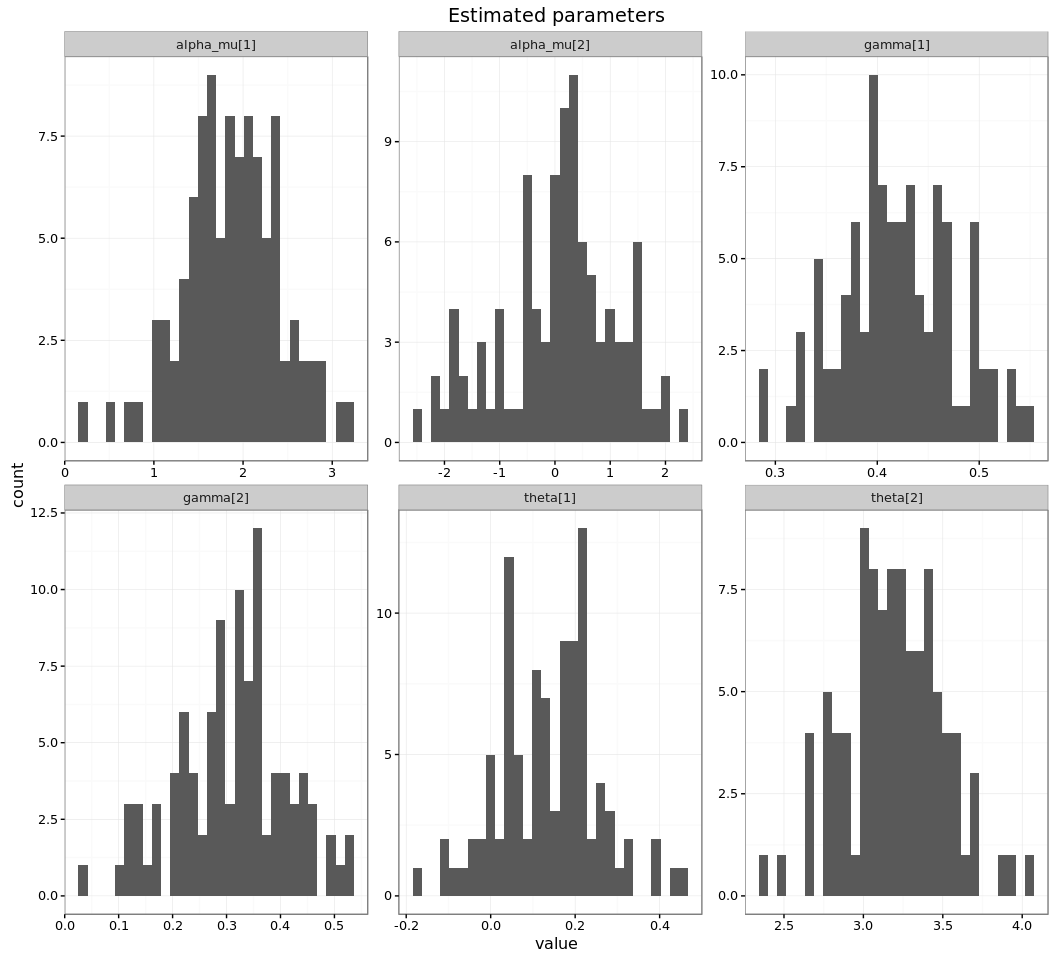 Estimated parameters
alpha_mu[1]
alpha_mu[2]
gamma[1]
7.5
5.0
2.5
0.0
0 1 2 3
9
6
3
0
-2 -1 0 1 2
10.0
7.5
5.0
2.5
0.0
0.3 0.4 0.5
count
gamma[2]
theta[1]
theta[2]
12.5
10.0
7.5
5.0
2.5
0.0
0.0 0.1 0.2 0.3 0.4 0.5
10
5
0
-0.2 0.0 0.2 0.4
7.5
5.0
2.5
0.0
2.5 3.0 3.5 4.0
value